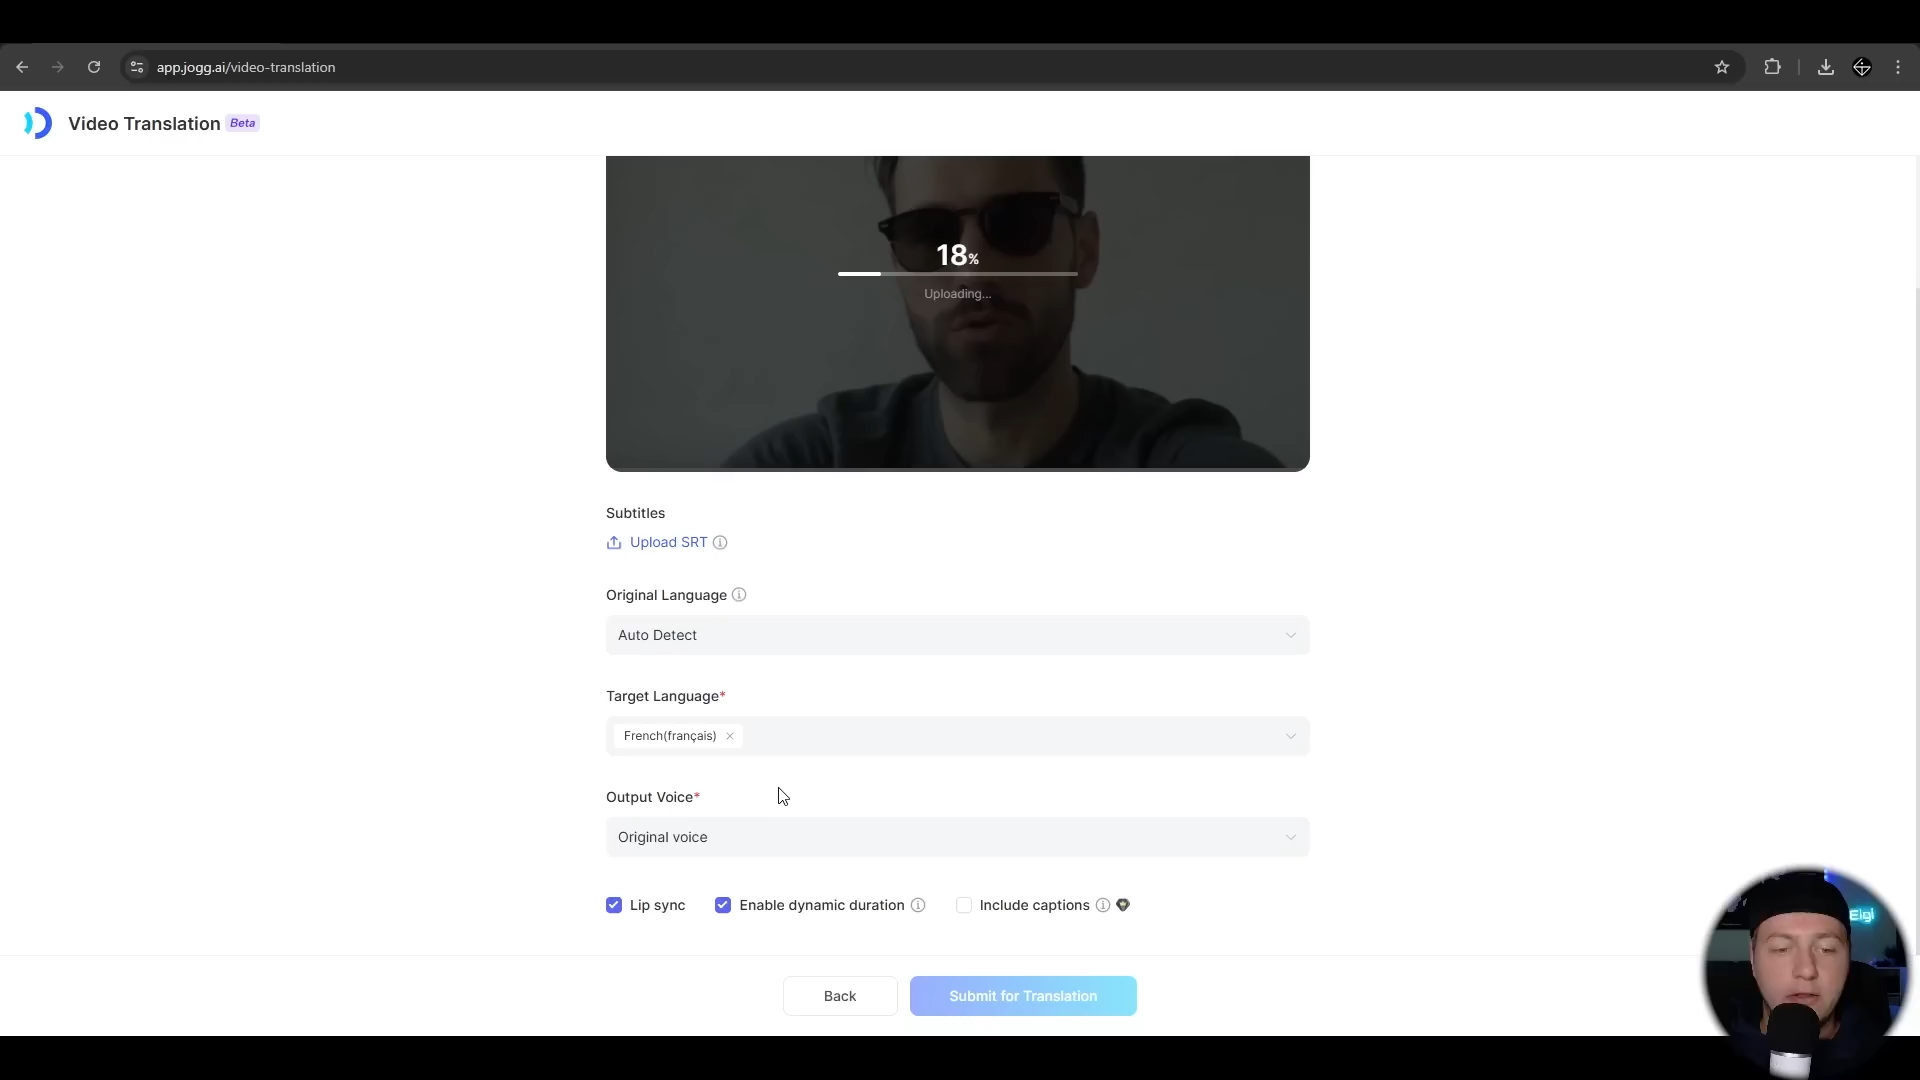 app.jogg.ai/video-translation
Video Translation Beta
18%
Uploading...
Subtitles
Upload SRT
Original Language
Auto Detect
Target Language*
French(français)
Output Voice*
Original voice
Lip sync Enable dynamic duration Include captions
Back Submit for Translation
Eigi